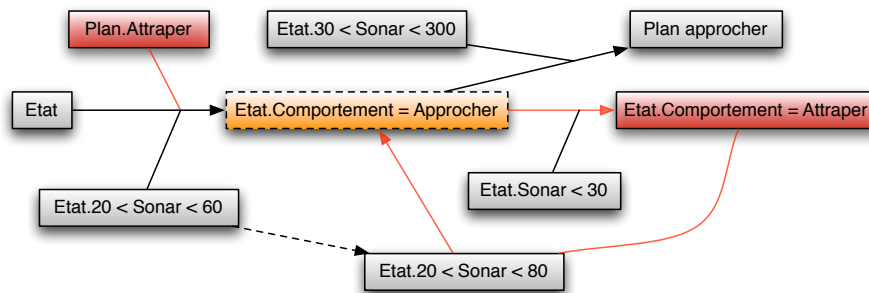 Plan.Attraper
Etat.30 < Sonar < 300
Plan approcher
Etat
Etat.Comportement = Approcher
Etat.Comportement = Attraper
Etat.20 < Sonar < 60
Etat.Sonar < 30
Etat.20 < Sonar < 80